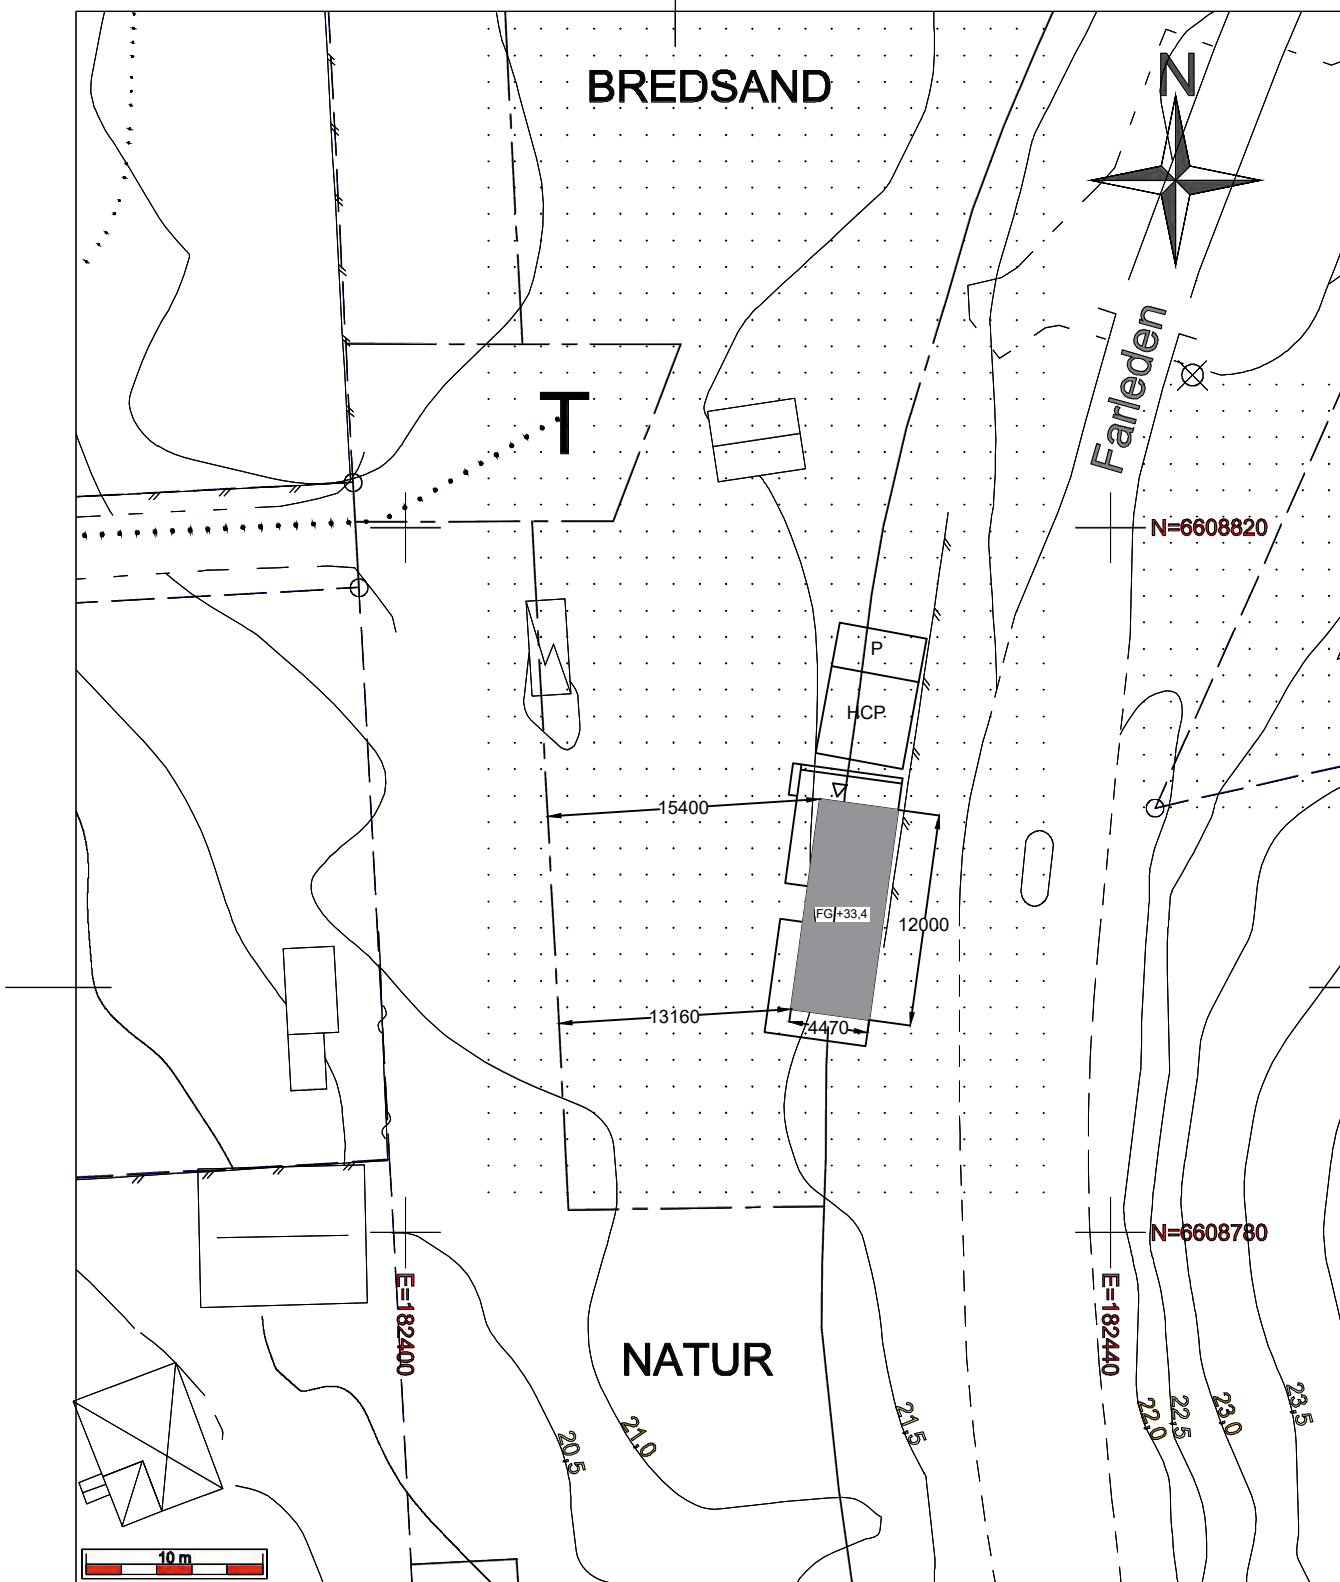 BREDSAND
N
T
Farleden
N=6608820
P
HCP
15400
FG +33,4
12000
13160
4470
N=6608780
E=182400
E=182440
NATUR
20,5
21,0
21,5
22,0
22,5
23,0
23,5
10 m